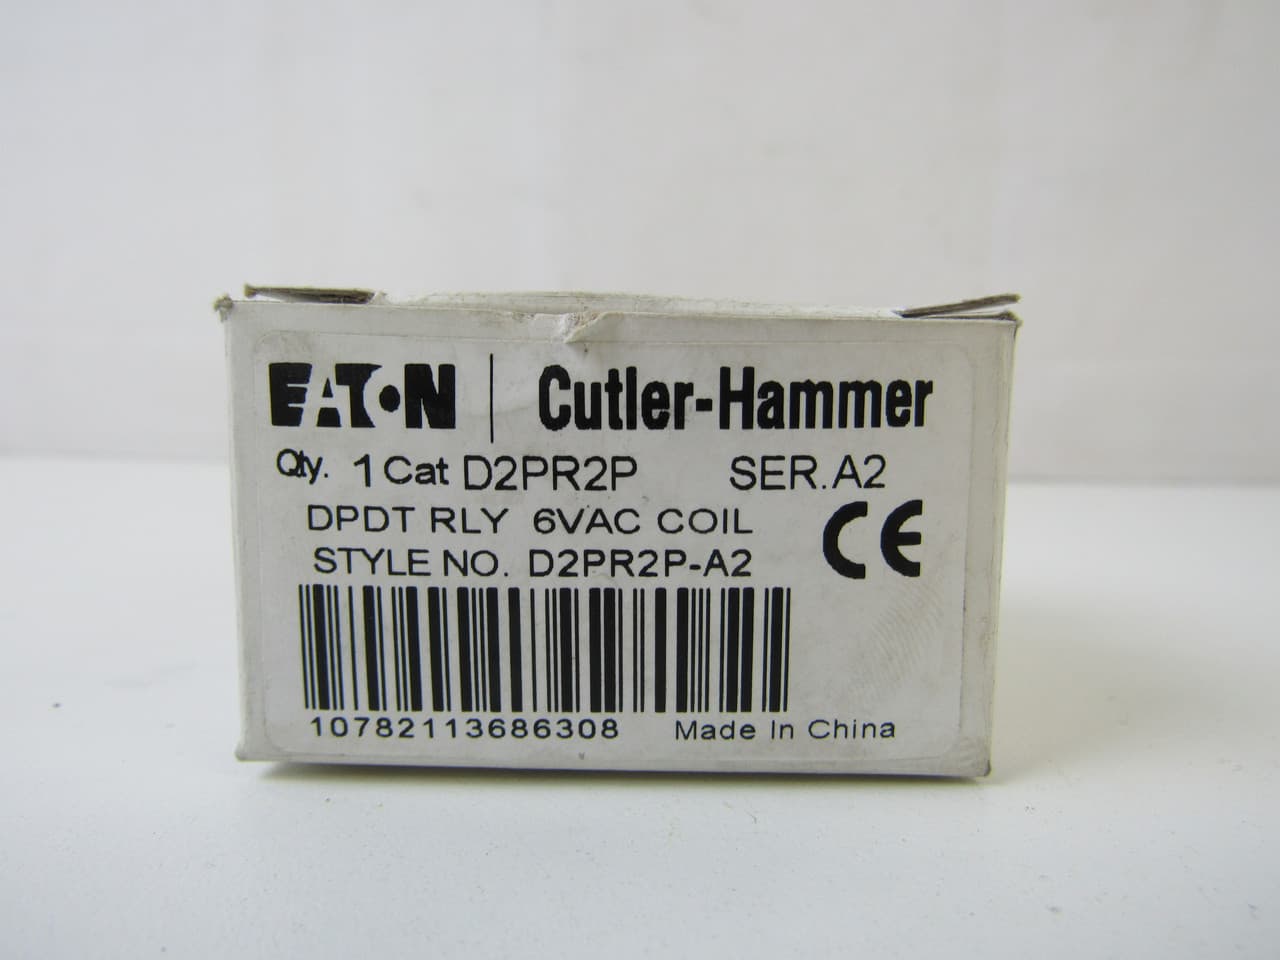 EATON | Cutler-Hammer
Qty. 1 Cat D2PR2P SER. A2
DPDT RLY 6VAC COIL CE
STYLE NO. D2PR2P-A2
10782113686308 Made In China